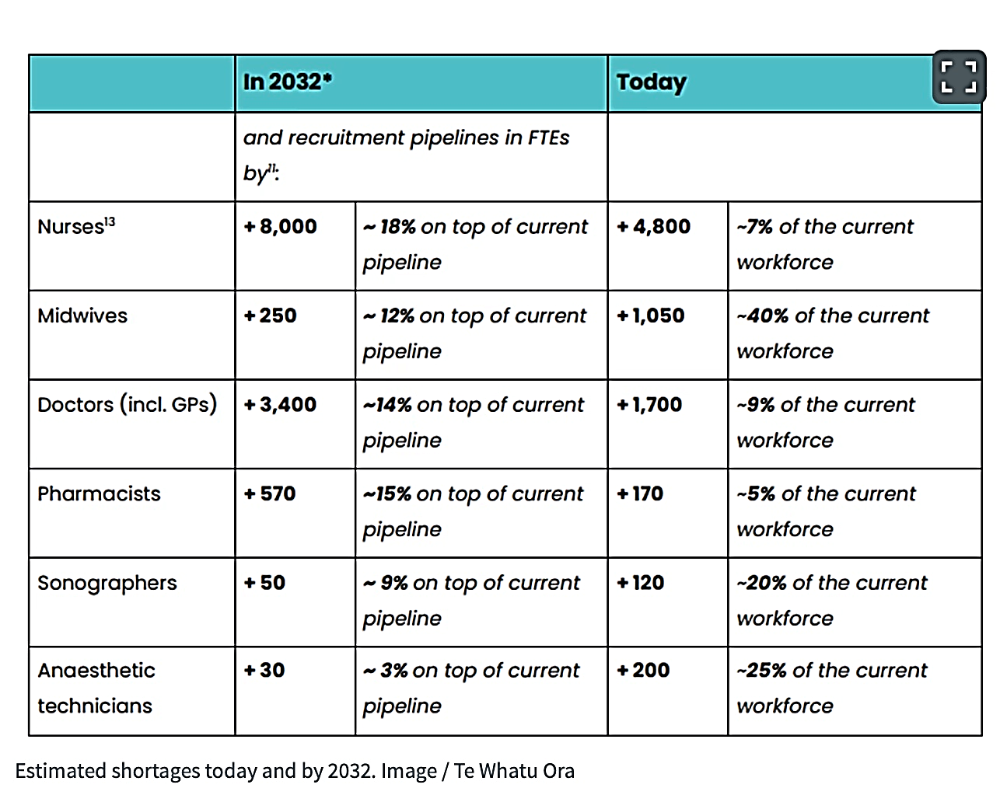 In 2032*
Today
and recruitment pipelines in FTEs
by¹¹:
Nurses¹³
+ 8,000
~ 18% on top of current
pipeline
+ 4,800
~7% of the current
workforce
Midwives
+ 250
~ 12% on top of current
pipeline
+ 1,050
~40% of the current
workforce
Doctors (incl. GPs)
+ 3,400
~14% on top of current
pipeline
+ 1,700
~9% of the current
workforce
Pharmacists
+ 570
~15% on top of current
pipeline
+ 170
~5% of the current
workforce
Sonographers
+ 50
~ 9% on top of current
pipeline
+ 120
~20% of the current
workforce
Anaesthetic
technicians
+ 30
~ 3% on top of current
pipeline
+ 200
~25% of the current
workforce
Estimated shortages today and by 2032. Image / Te Whatu Ora